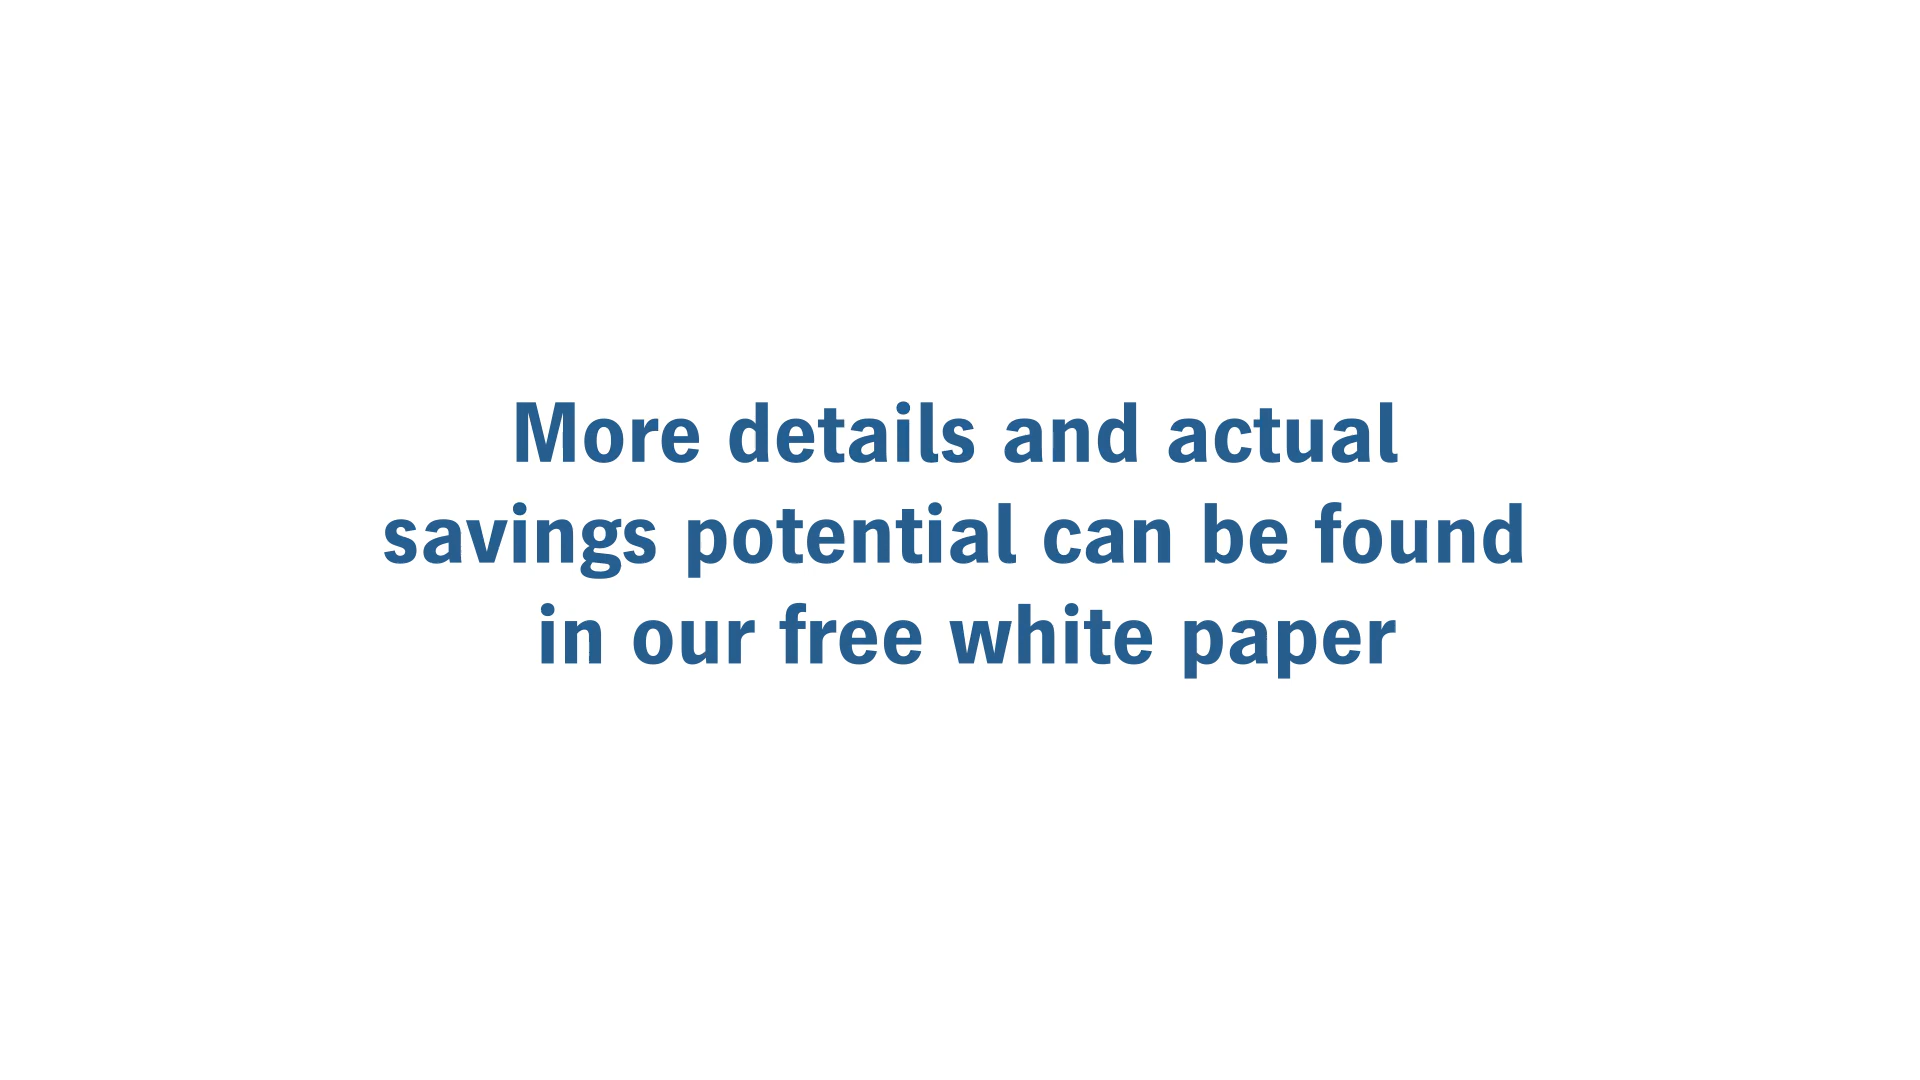 More details and actual
savings potential can be found
in our free white paper